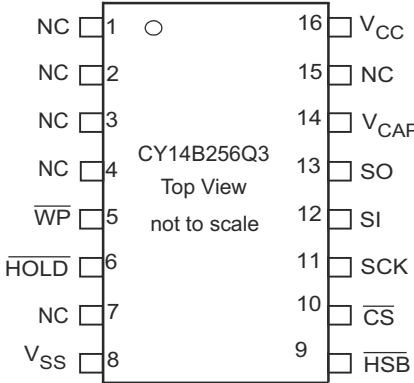 NC 1 16 VCC
NC 2 15 NC
NC 3 14 VCAP
NC 4 13 SO
CY14B256Q3
Top View
not to scale
WP 5 12 SI
HOLD 6 11 SCK
NC 7 10 CS
VSS 8 9 HSB